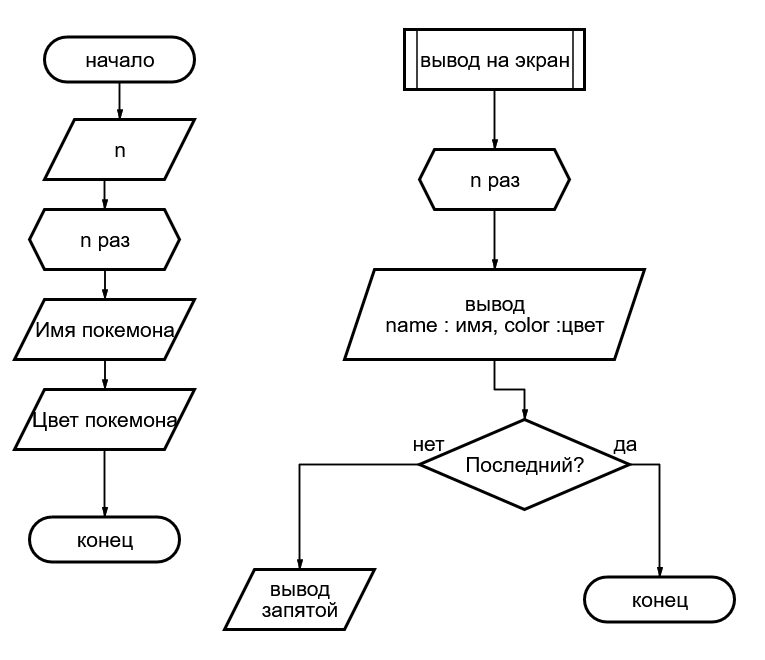 начало
n
n раз
Имя покемона
Цвет покемона
конец
вывод на экран
n раз
вывод
name : имя, color :цвет
нет
да
Последний?
вывод
запятой
конец